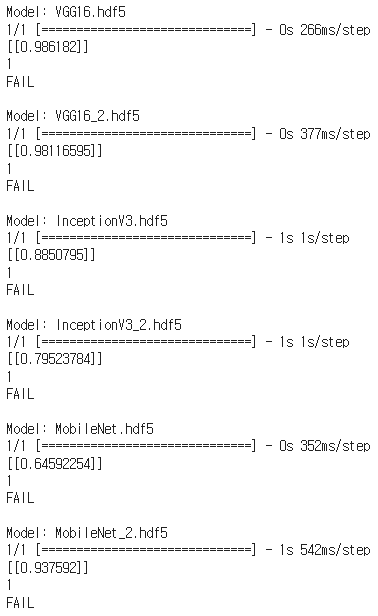 Model: VGG16.hdf5
1/1 [==============================] - 0s 266ms/step
[[0.986182]]
1
FAIL
Model: VGG16_2.hdf5
1/1 [==============================] - 0s 377ms/step
[[0.98116595]]
1
FAIL
Model: InceptionV3.hdf5
1/1 [==============================] - 1s 1s/step
[[0.8850795]]
1
FAIL
Model: InceptionV3_2.hdf5
1/1 [==============================] - 1s 1s/step
[[0.79523784]]
1
FAIL
Model: MobileNet.hdf5
1/1 [==============================] - 0s 352ms/step
[[0.64592254]]
1
FAIL
Model: MobileNet_2.hdf5
1/1 [==============================] - 1s 542ms/step
[[0.937592]]
1
FAIL